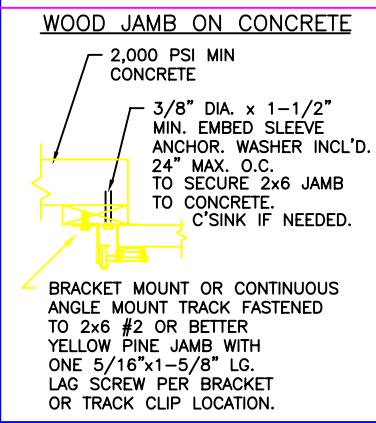 WOOD JAMB ON CONCRETE
2,000 PSI MIN
CONCRETE
3/8" DIA. x 1-1/2"
MIN. EMBED SLEEVE
ANCHOR. WASHER INCL'D.
24" MAX. O.C.
TO SECURE 2x6 JAMB
TO CONCRETE.
C'SINK IF NEEDED.
BRACKET MOUNT OR CONTINUOUS
ANGLE MOUNT TRACK FASTENED
TO 2x6 #2 OR BETTER
YELLOW PINE JAMB WITH
ONE 5/16"x1-5/8" LG.
LAG SCREW PER BRACKET
OR TRACK CLIP LOCATION.